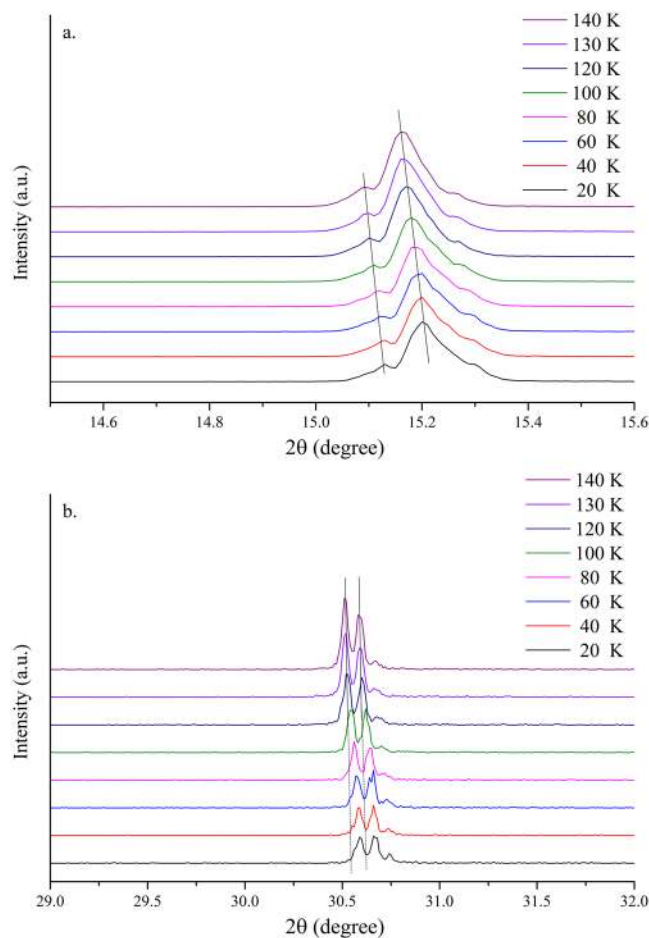 a.
140 K
130 K
120 K
100 K
80 K
60 K
40 K
20 K
Intensity (a.u.)
14.6 14.8 15.0 15.2 15.4 15.6
2θ (degree)
b.
140 K
130 K
120 K
100 K
80 K
60 K
40 K
20 K
Intensity (a.u.)
29.0 29.5 30.0 30.5 31.0 31.5 32.0
2θ (degree)